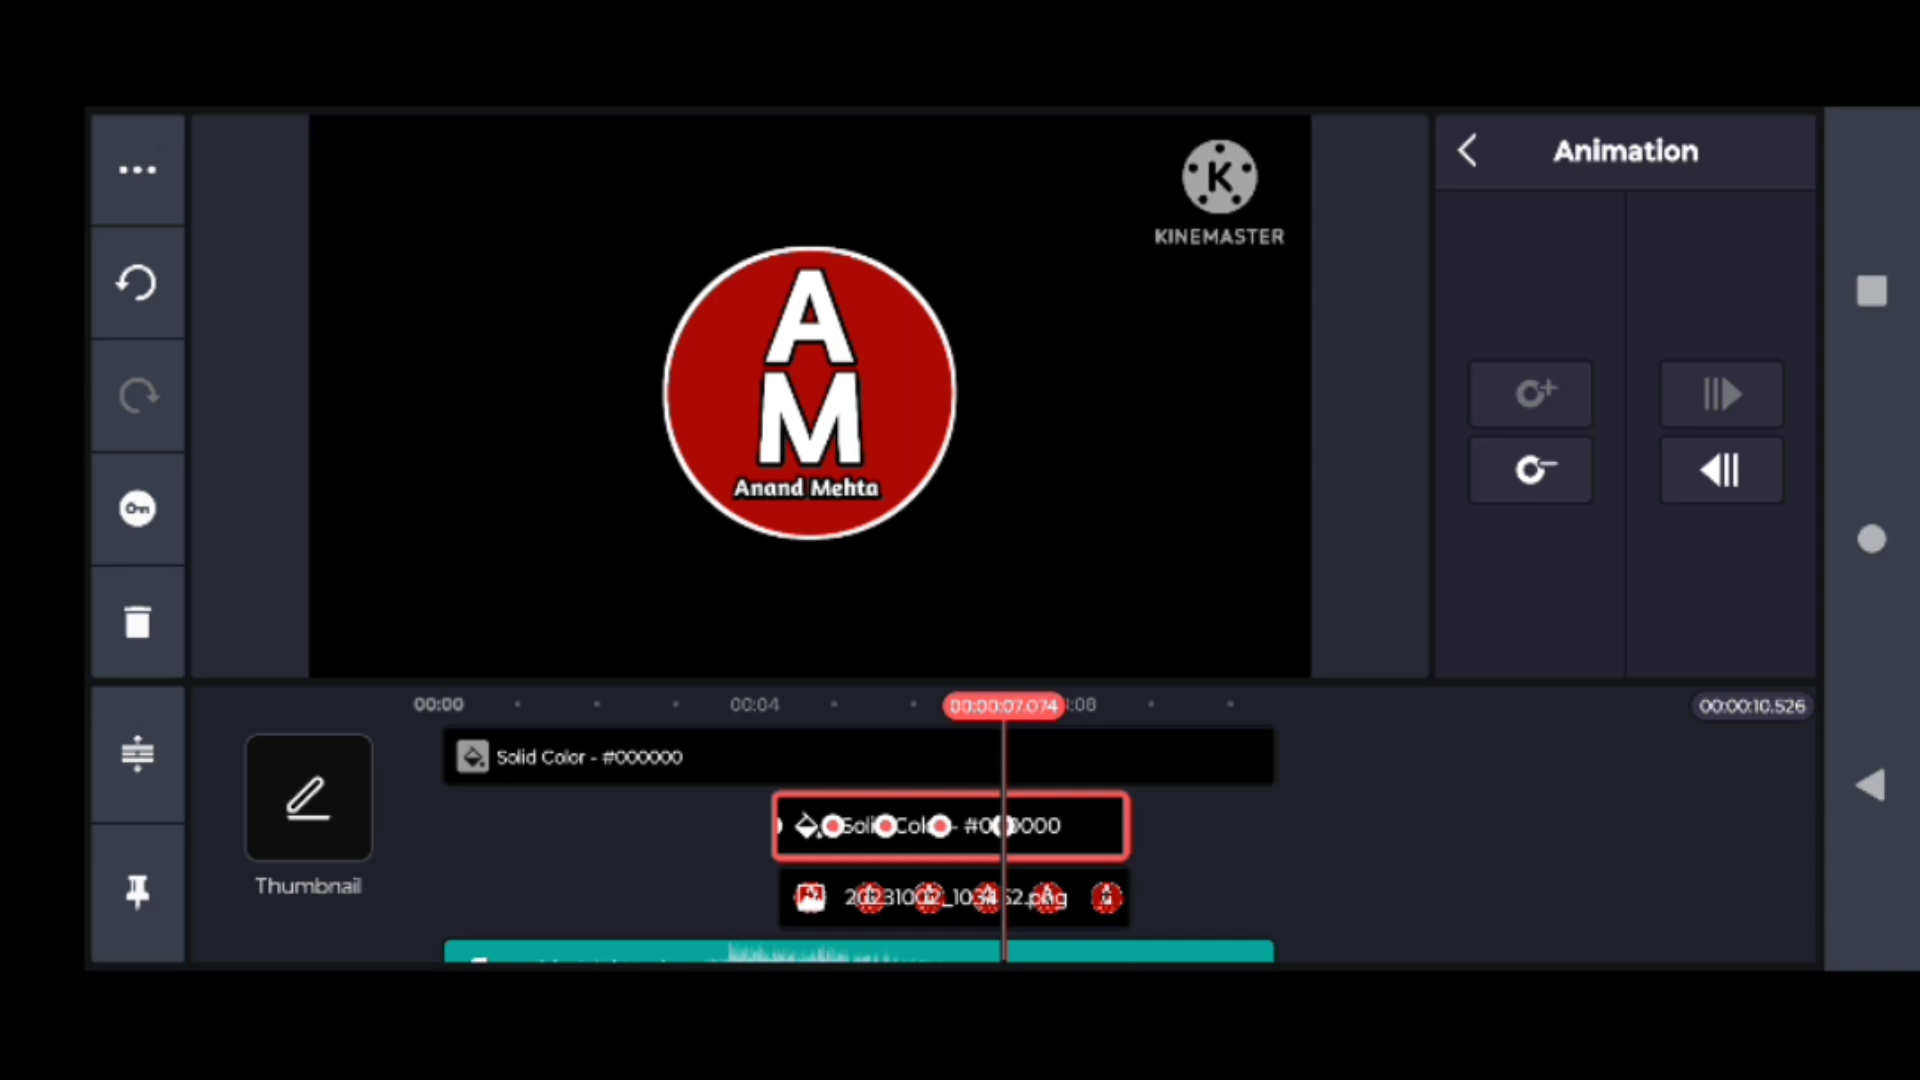 Animation
K
KINEMASTER
A
M
Anand Mehta
00:00
00:04
00:00:07.074
:08
00:00:10.526
Solid Color - #000000
Thumbnail